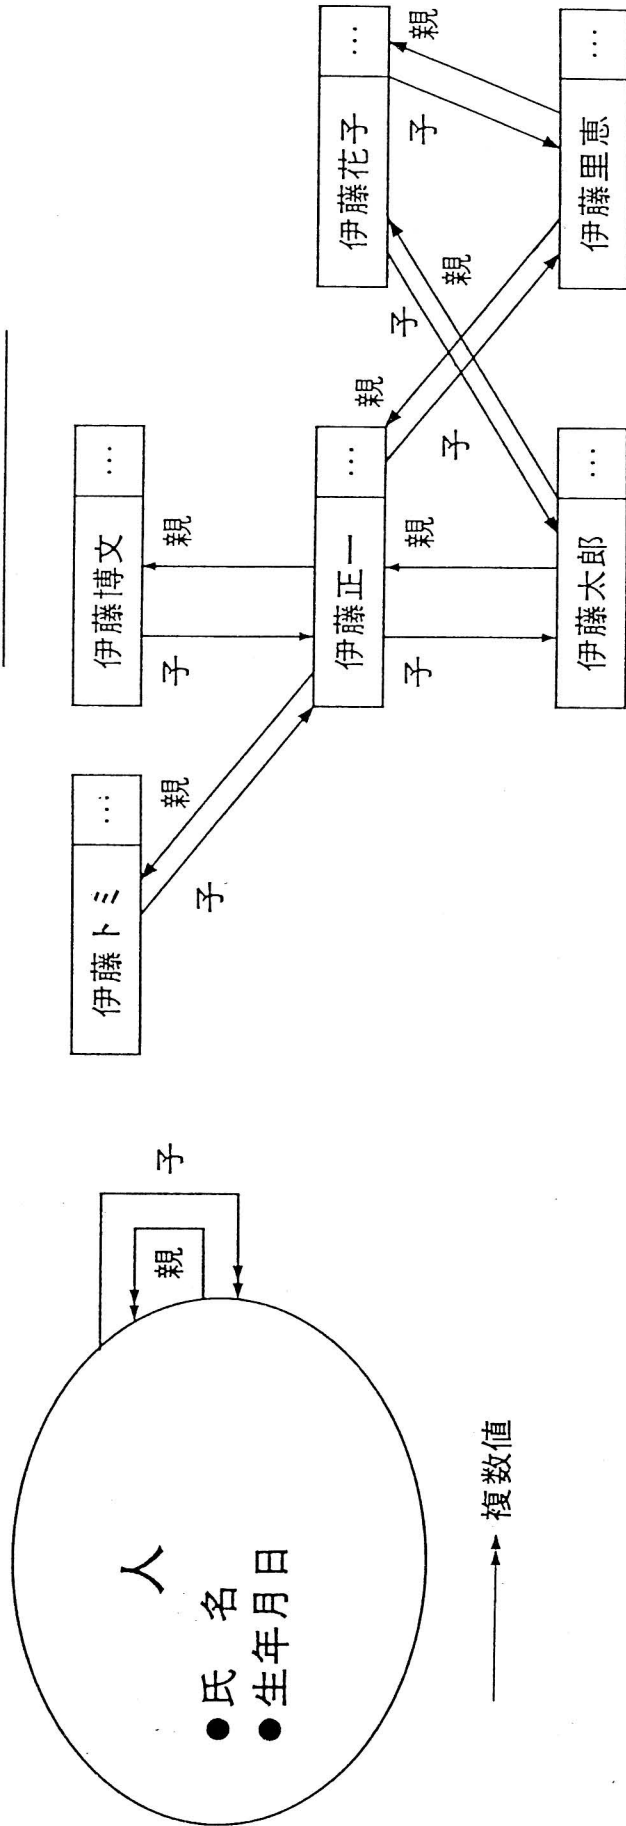 人
●氏　名
●生年月日
親
子
複数値
伊藤トミ …
伊藤博文 …
子
親
子
親
伊藤正一 …
伊藤花子 …
子
親
子
親
子
親
子
親
伊藤太郎 …
伊藤里恵 …